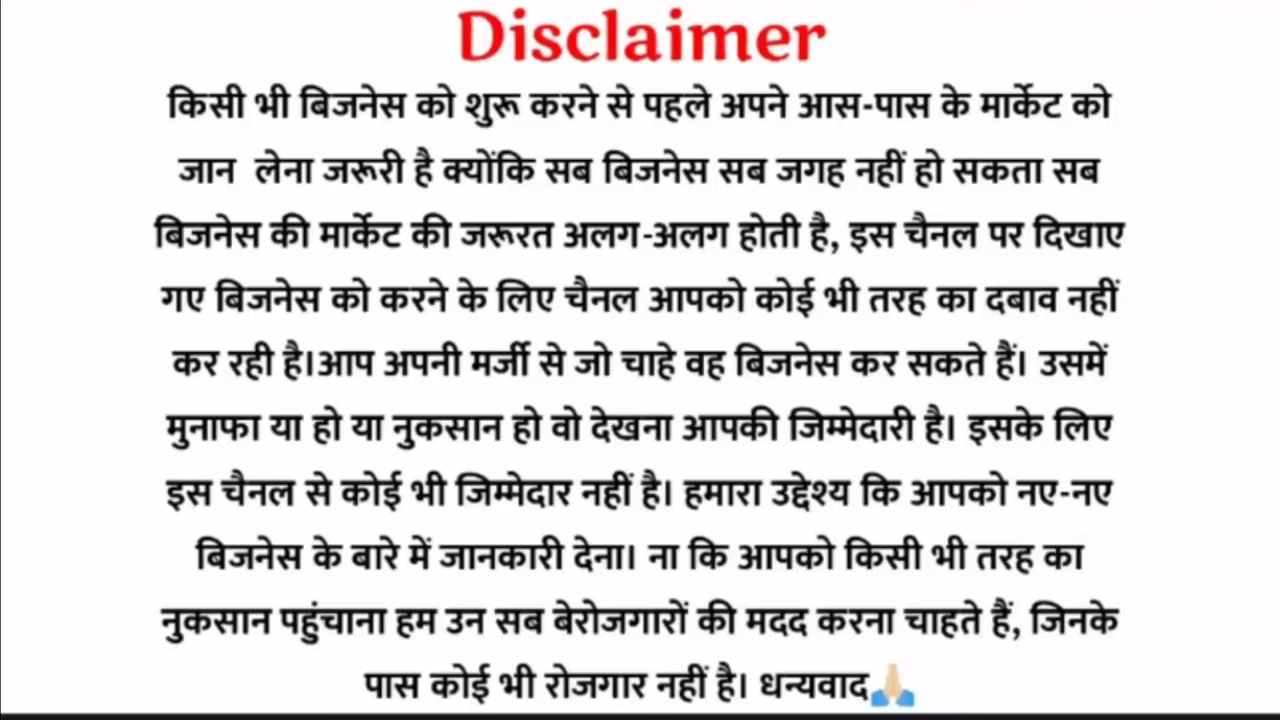 Disclaimer
किसी भी बिजनेस को शुरू करने से पहले अपने आस-पास के मार्केट को
जान लेना जरूरी है क्योंकि सब बिजनेस सब जगह नहीं हो सकता सब
बिजनेस की मार्केट की जरूरत अलग-अलग होती है, इस चैनल पर दिखाए
गए बिजनेस को करने के लिए चैनल आपको कोई भी तरह का दबाव नहीं
कर रही है।आप अपनी मर्जी से जो चाहे वह बिजनेस कर सकते हैं। उसमें
मुनाफा या हो या नुकसान हो वो देखना आपकी जिम्मेदारी है। इसके लिए
इस चैनल से कोई भी जिम्मेदार नहीं है। हमारा उद्देश्य कि आपको नए-नए
बिजनेस के बारे में जानकारी देना। ना कि आपको किसी भी तरह का
नुकसान पहुंचाना हम उन सब बेरोजगारों की मदद करना चाहते हैं, जिनके
पास कोई भी रोजगार नहीं है। धन्यवाद🙏🏼